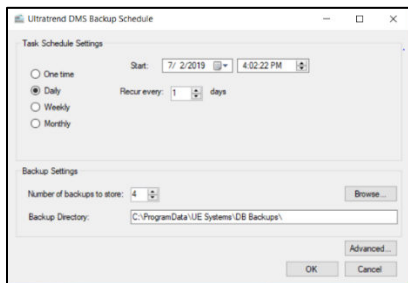 Ultratrend DMS Backup Schedule
Task Schedule Settings
Start: 7/ 2/2019 4:02:22 PM
One time
Daily
Recur every: 1 days
Weekly
Monthly
Backup Settings
Number of backups to store: 4 Browse...
Backup Directory: C:\ProgramData\UE Systems\DB Backups\
Advanced...
OK Cancel